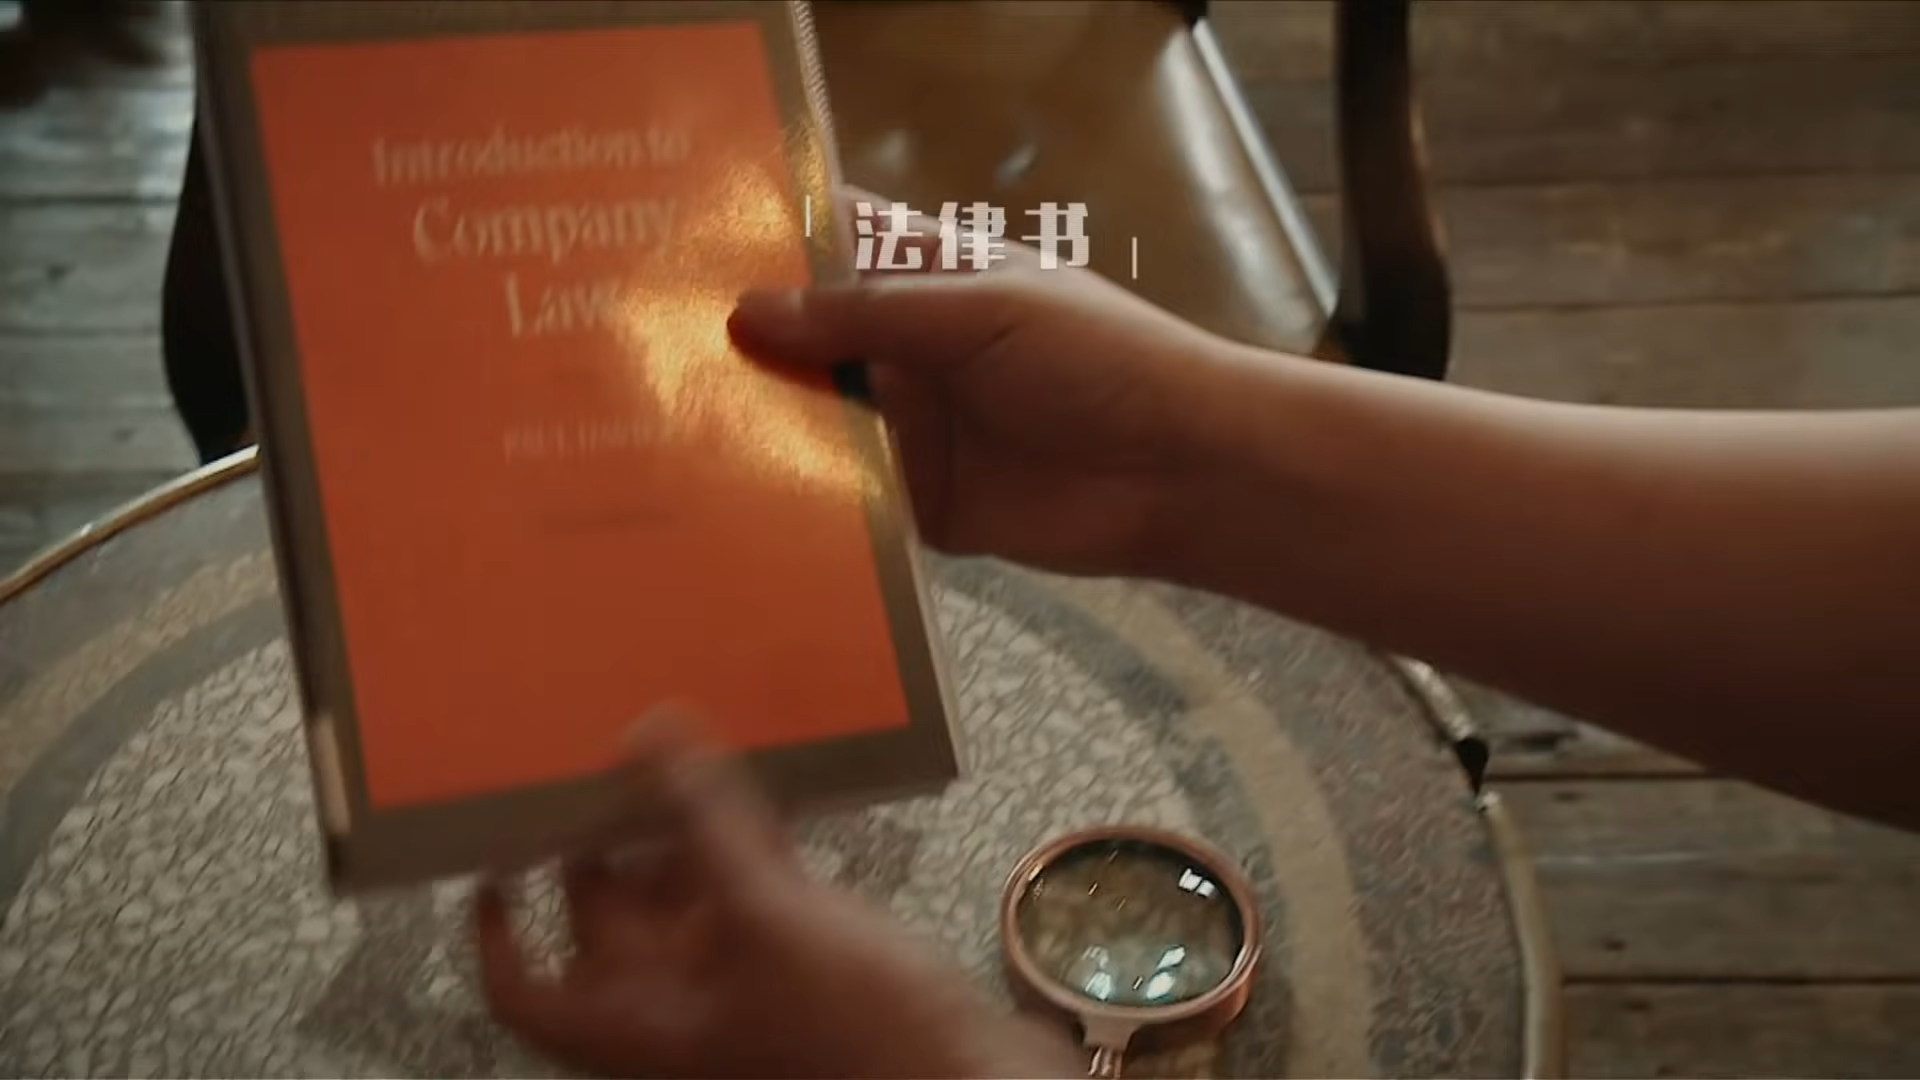 Introduction to
Company
Law
法律书